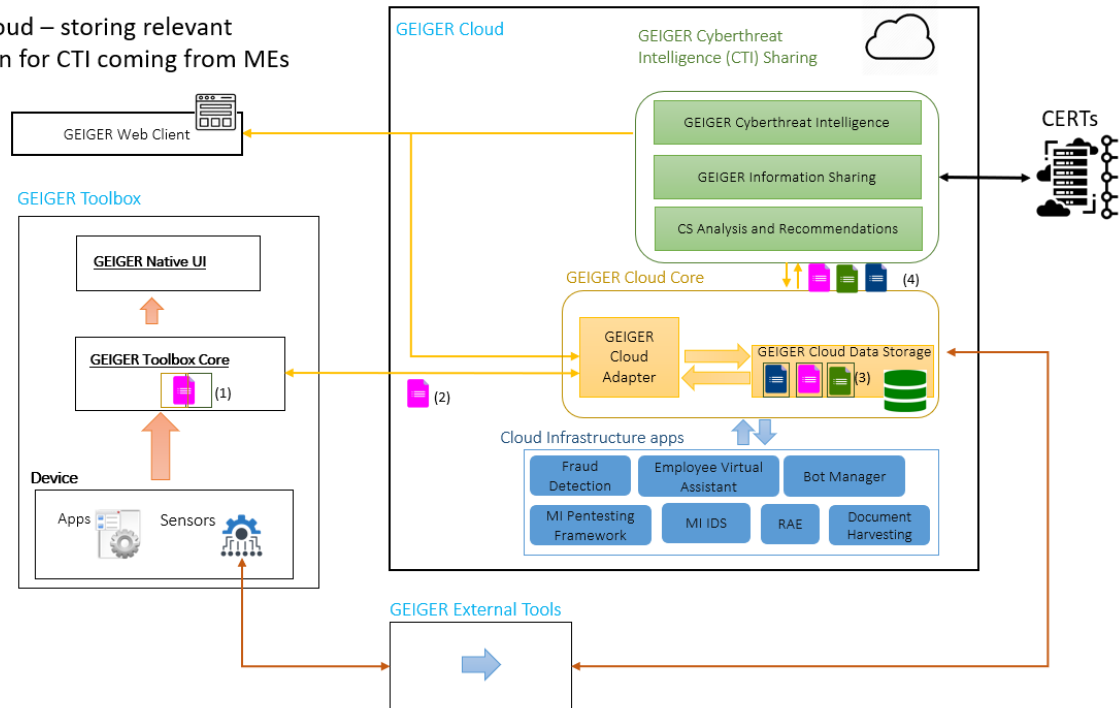 oud – storing relevant
n for CTI coming from MEs
GEIGER Cloud
GEIGER Cyberthreat
Intelligence (CTI) Sharing
GEIGER Web Client
GEIGER Cyberthreat Intelligence
GEIGER Information Sharing
CS Analysis and Recommendations
CERTs
GEIGER Toolbox
GEIGER Native UI
GEIGER Toolbox Core
(1)
(2)
GEIGER Cloud Core
(4)
GEIGER
Cloud
Adapter
GEIGER Cloud Data Storage
(3)
Cloud Infrastructure apps
Fraud
Detection
Employee Virtual
Assistant
Bot Manager
MI Pentesting
Framework
MI IDS
RAE
Document
Harvesting
Device
Apps
Sensors
GEIGER External Tools